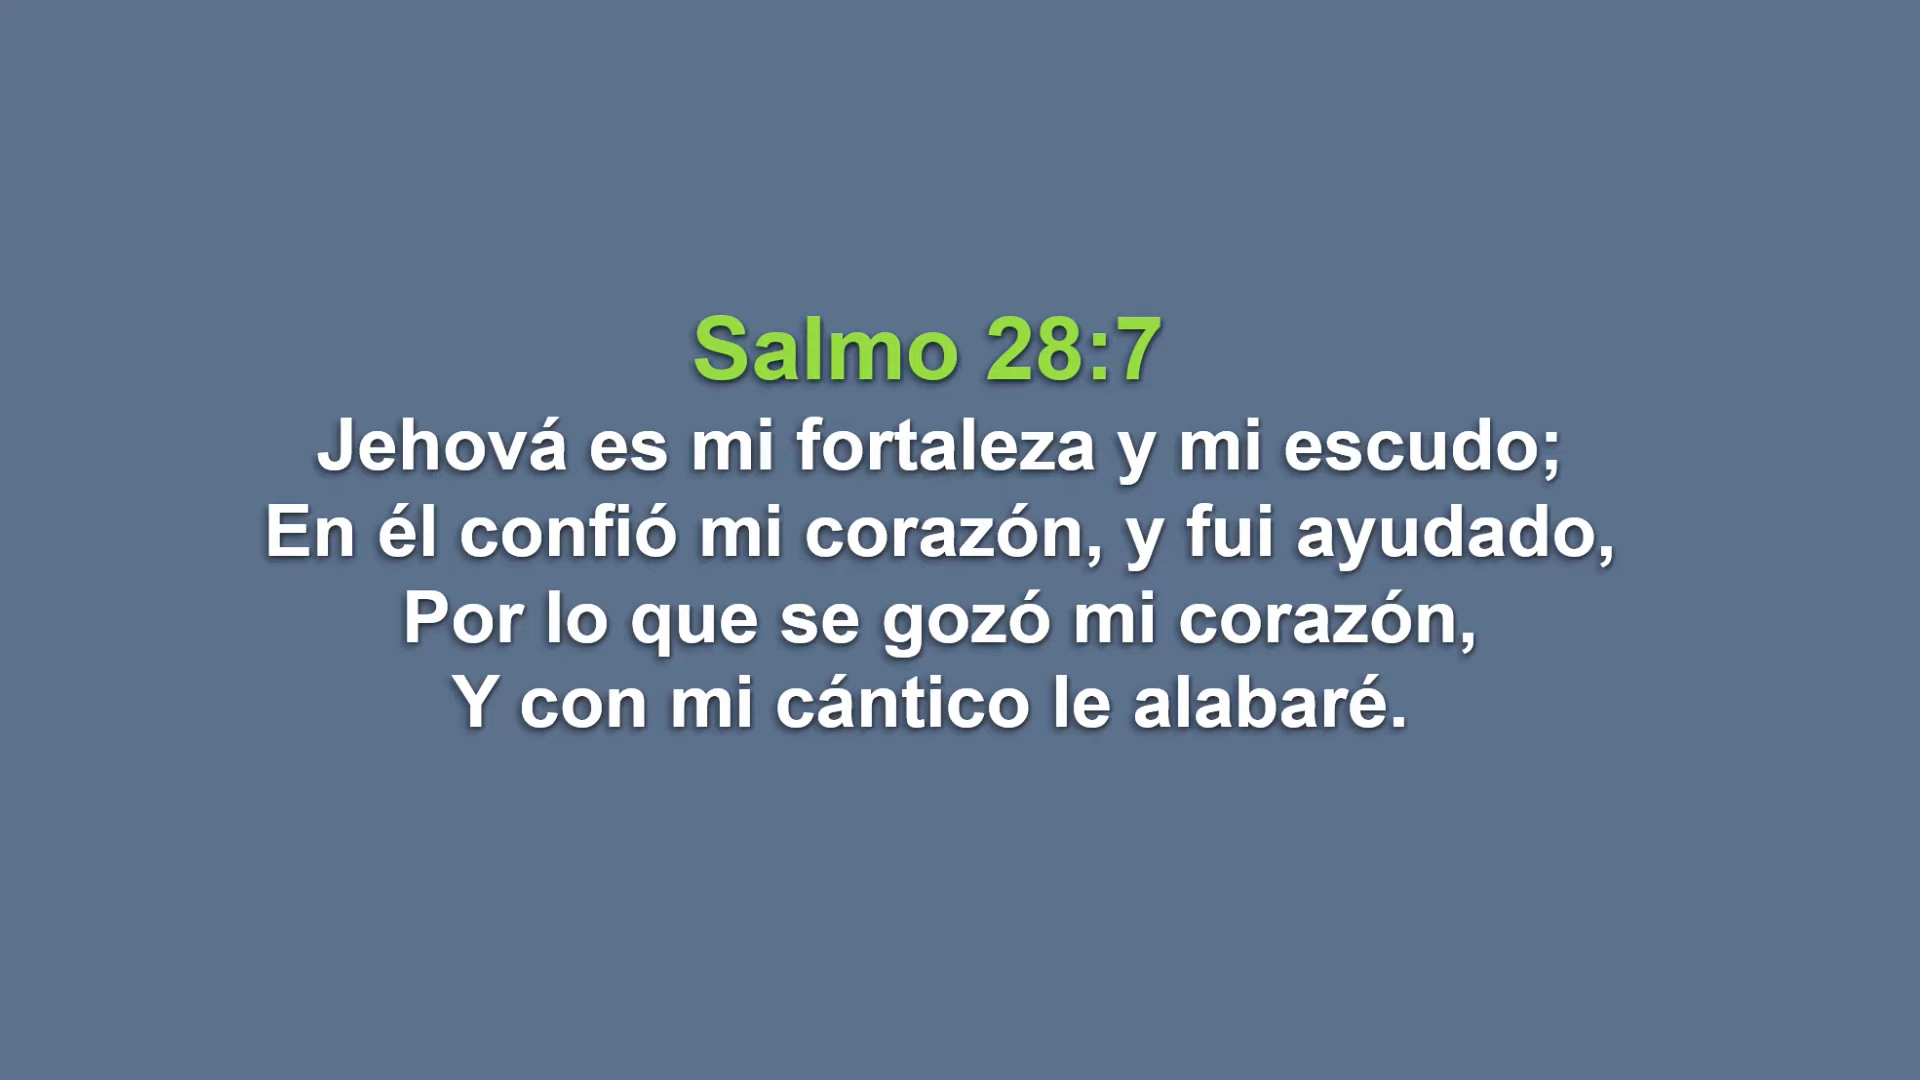 Salmo 28:7
Jehová es mi fortaleza y mi escudo;
En él confió mi corazón, y fui ayudado,
Por lo que se gozó mi corazón,
Y con mi cántico le alabaré.